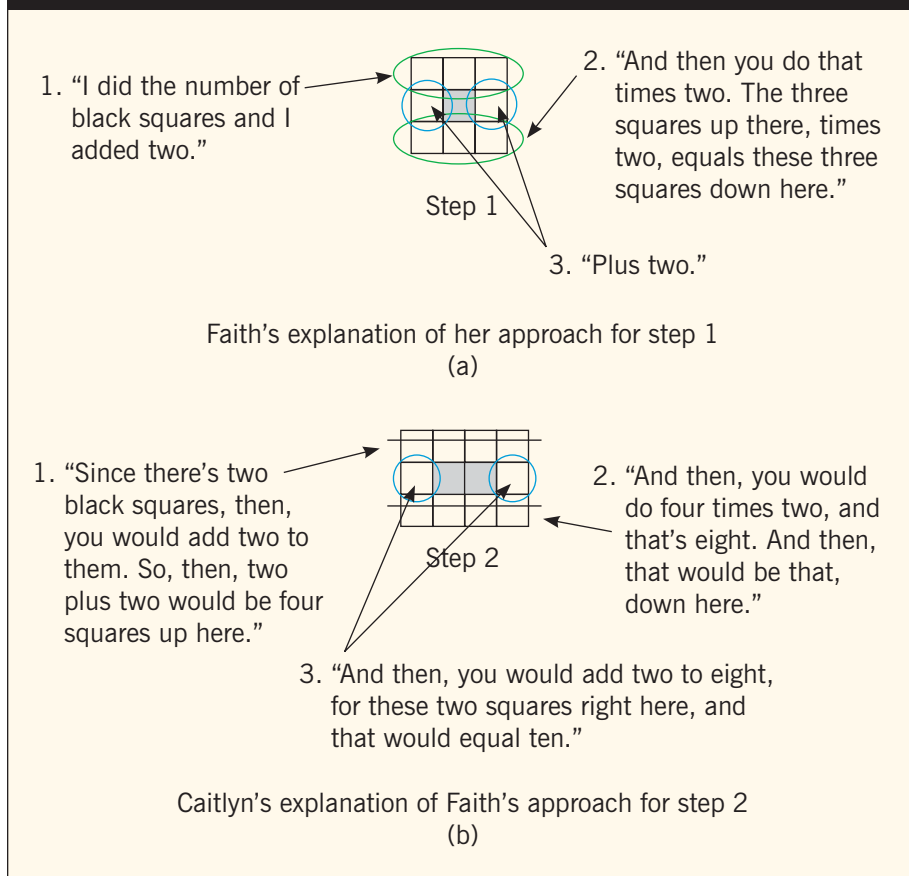 1. “I did the number of
black squares and I
added two.”
2. “And then you do that
times two. The three
squares up there, times
two, equals these three
squares down here.”
Step 1
3. “Plus two.”
Faith’s explanation of her approach for step 1
(a)
1. “Since there’s two
black squares, then,
you would add two to
them. So, then, two
plus two would be four
squares up here.”
2. “And then, you would
do four times two, and
that’s eight. And then,
that would be that,
down here.”
Step 2
3. “And then, you would add two to eight,
for these two squares right here, and
that would equal ten.”
Caitlyn’s explanation of Faith’s approach for step 2
(b)